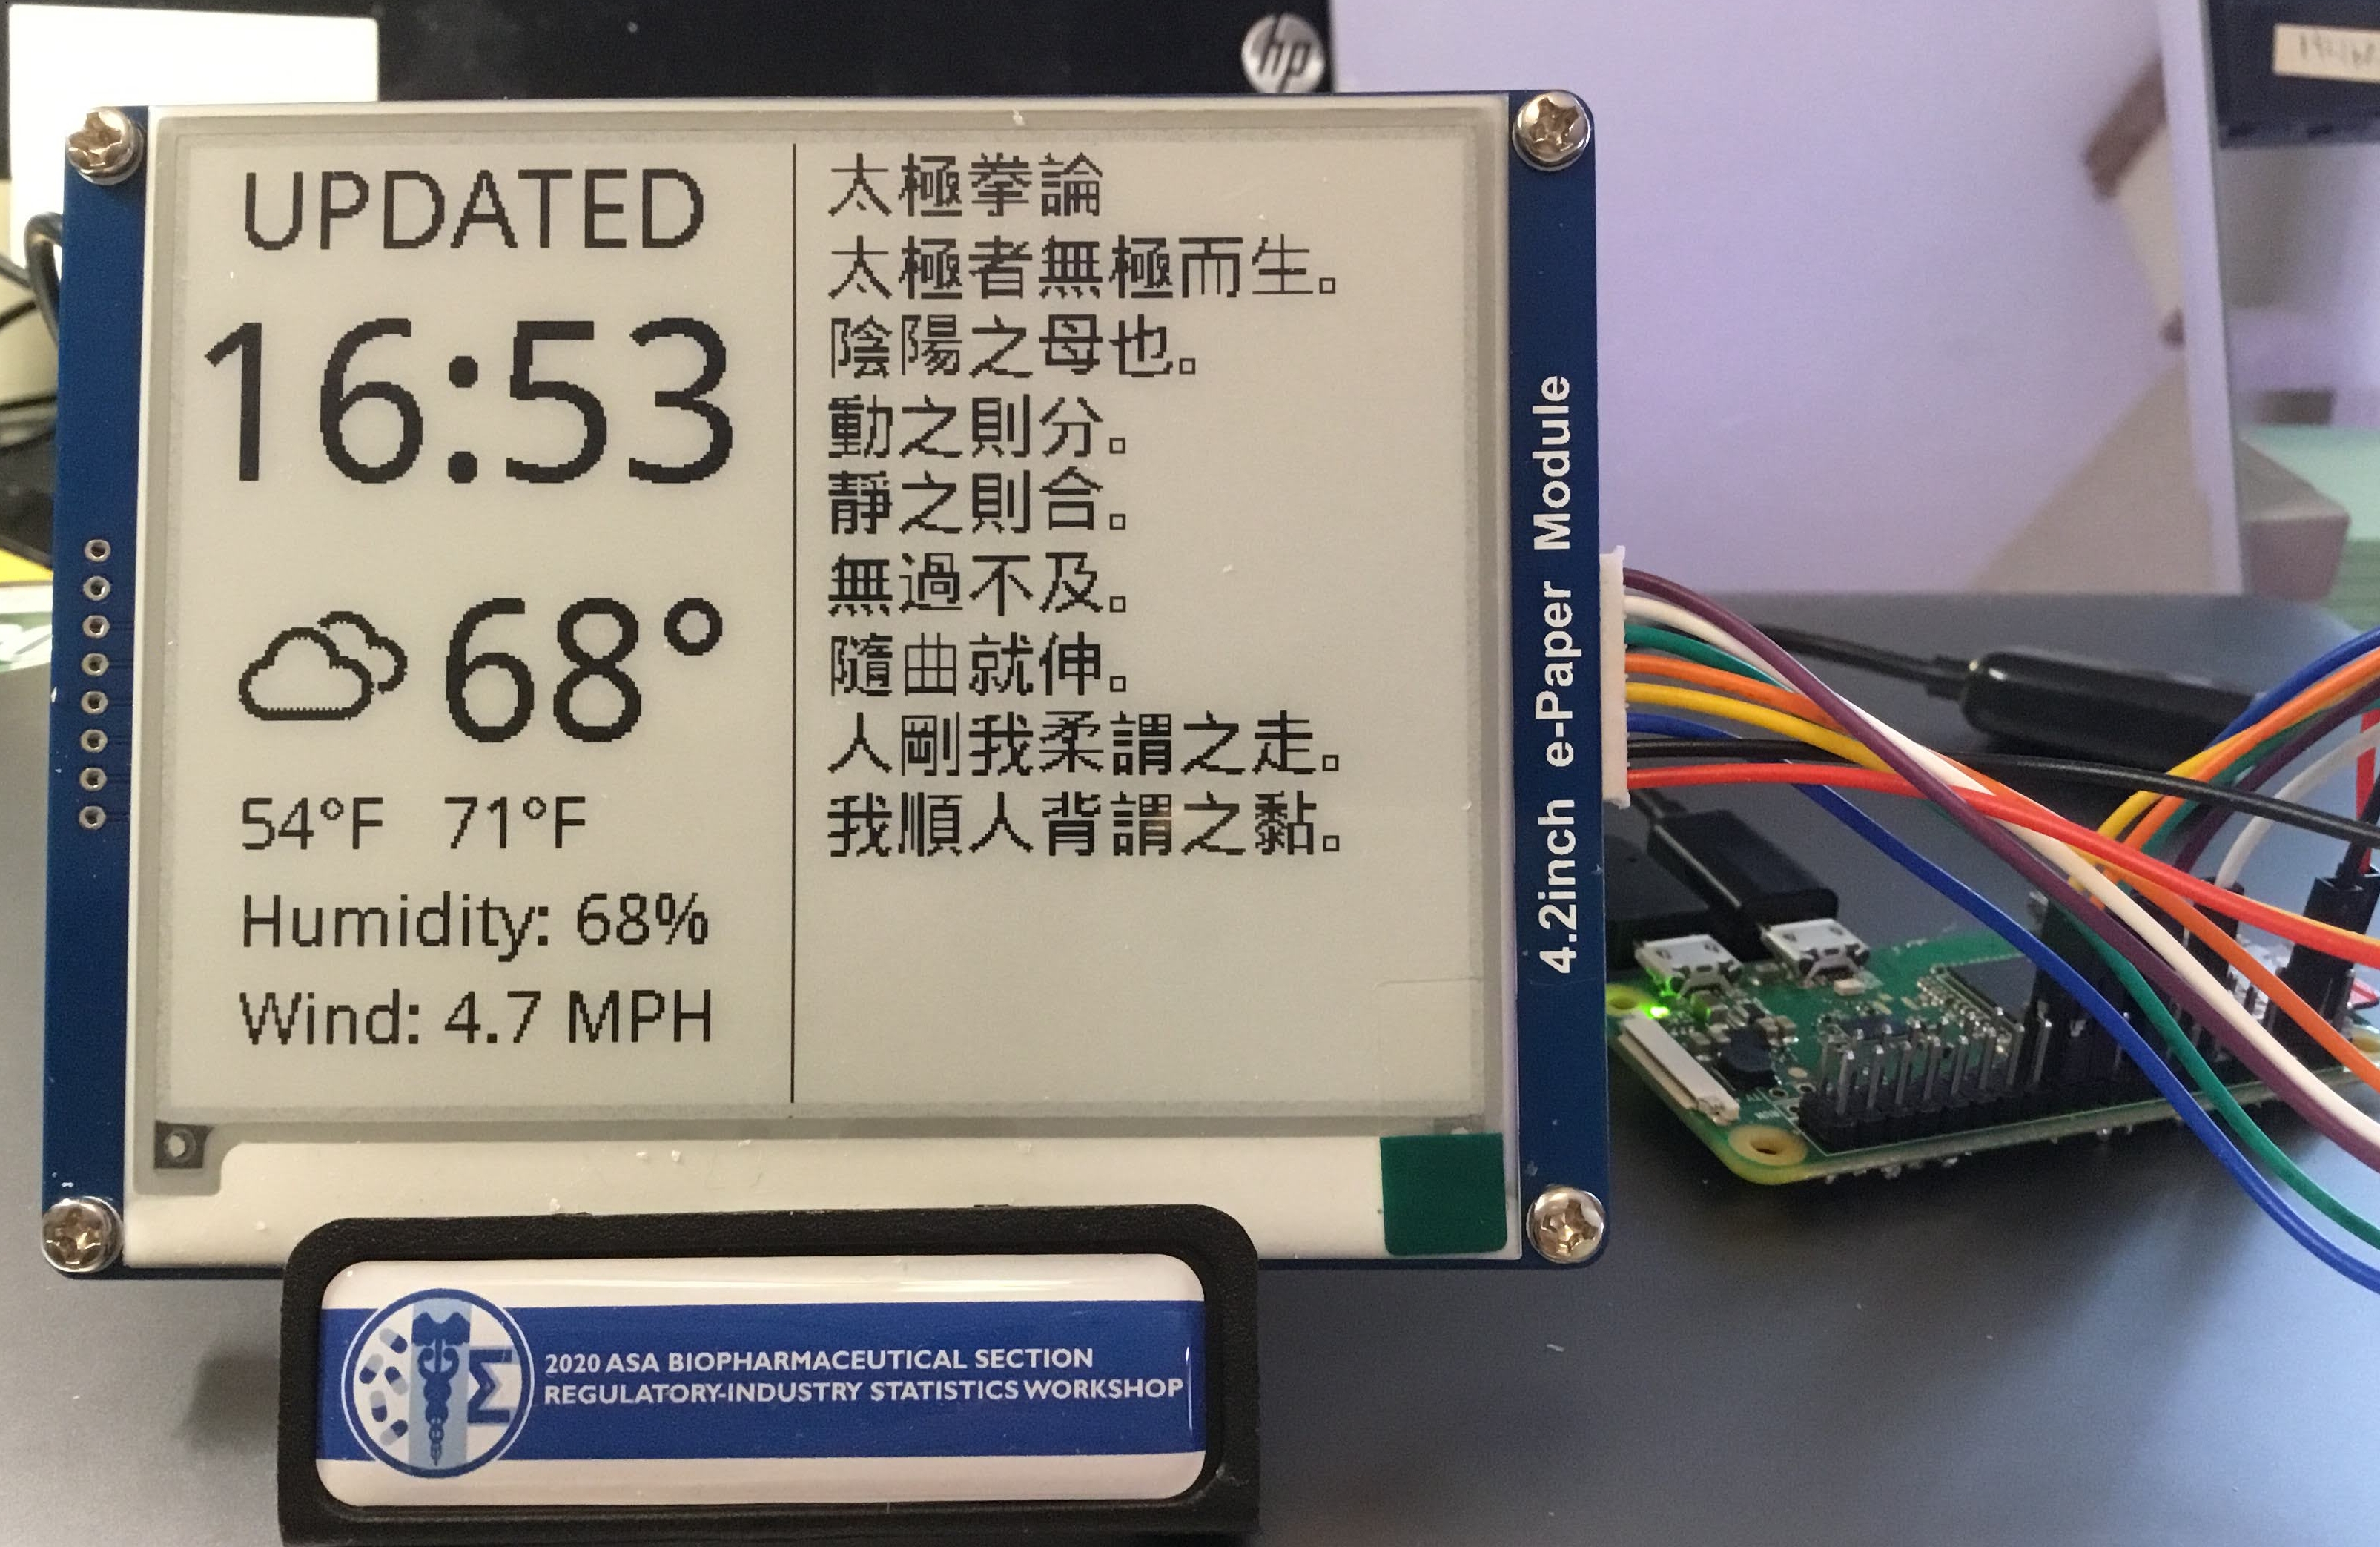 hp
UPDATED
16:53
68°
54°F 71°F
Humidity: 68%
Wind: 4.7 MPH
太極拳論
太極者無極而生。
陰陽之母也。
動之則分。
靜之則合。
無過不及。
隨曲就伸。
人剛我柔謂之走。
我順人背謂之黏。
4.2inch e-Paper Module
2020 ASA BIOPHARMACEUTICAL SECTION
REGULATORY-INDUSTRY STATISTICS WORKSHOP